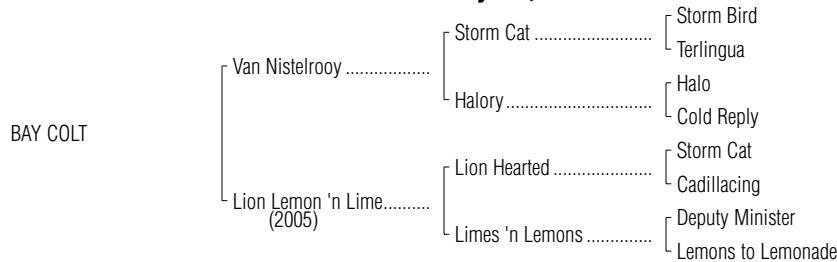 Storm Bird
Storm Cat ........................
Terlingua
Van Nistelrooy ..................
Halo
Halory..............................
Cold Reply
BAY COLT
Storm Cat
Lion Hearted ....................
Cadillacing
Lion Lemon 'n Lime..........
(2005)
Deputy Minister
Limes 'n Lemons .............
Lemons to Lemonade